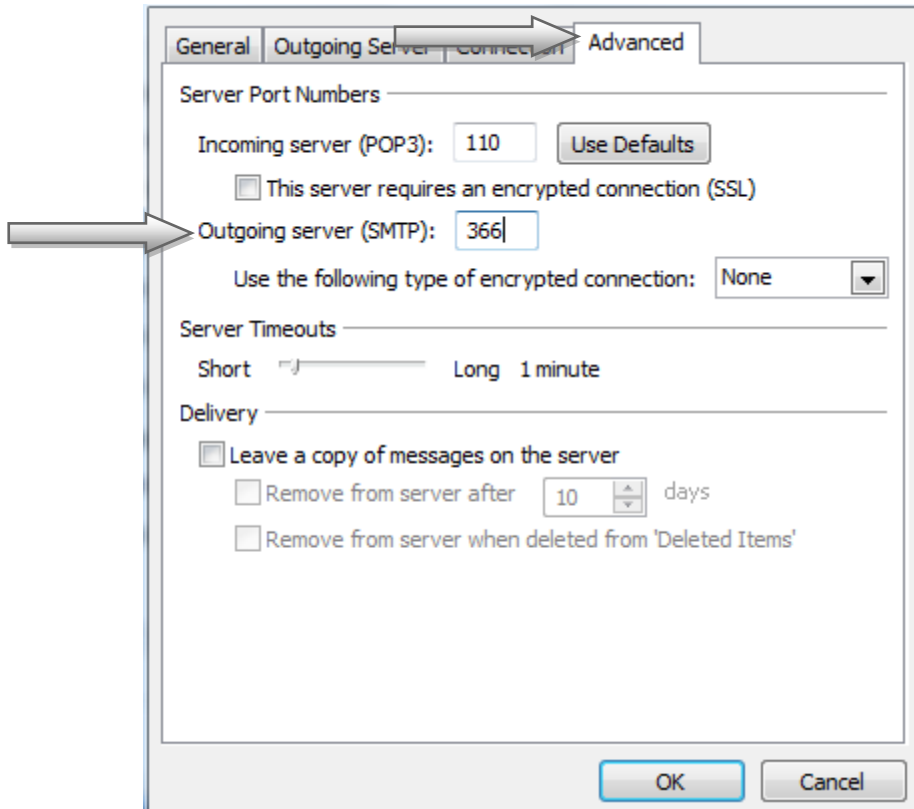 General Outgoing Server Connection Advanced
Server Port Numbers
Incoming server (POP3): 110 Use Defaults
This server requires an encrypted connection (SSL)
Outgoing server (SMTP): 366
Use the following type of encrypted connection: None
Server Timeouts
Short Long 1 minute
Delivery
Leave a copy of messages on the server
Remove from server after 10 days
Remove from server when deleted from 'Deleted Items'
OK Cancel